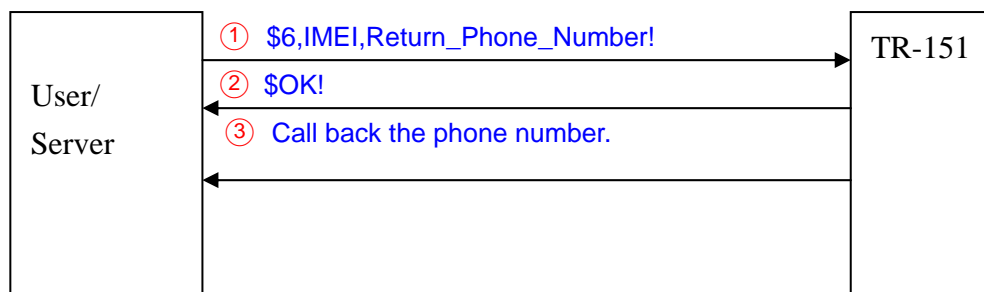 ① $6,IMEI,Return_Phone_Number!
TR-151
② $OK!
User/
Server
③ Call back the phone number.